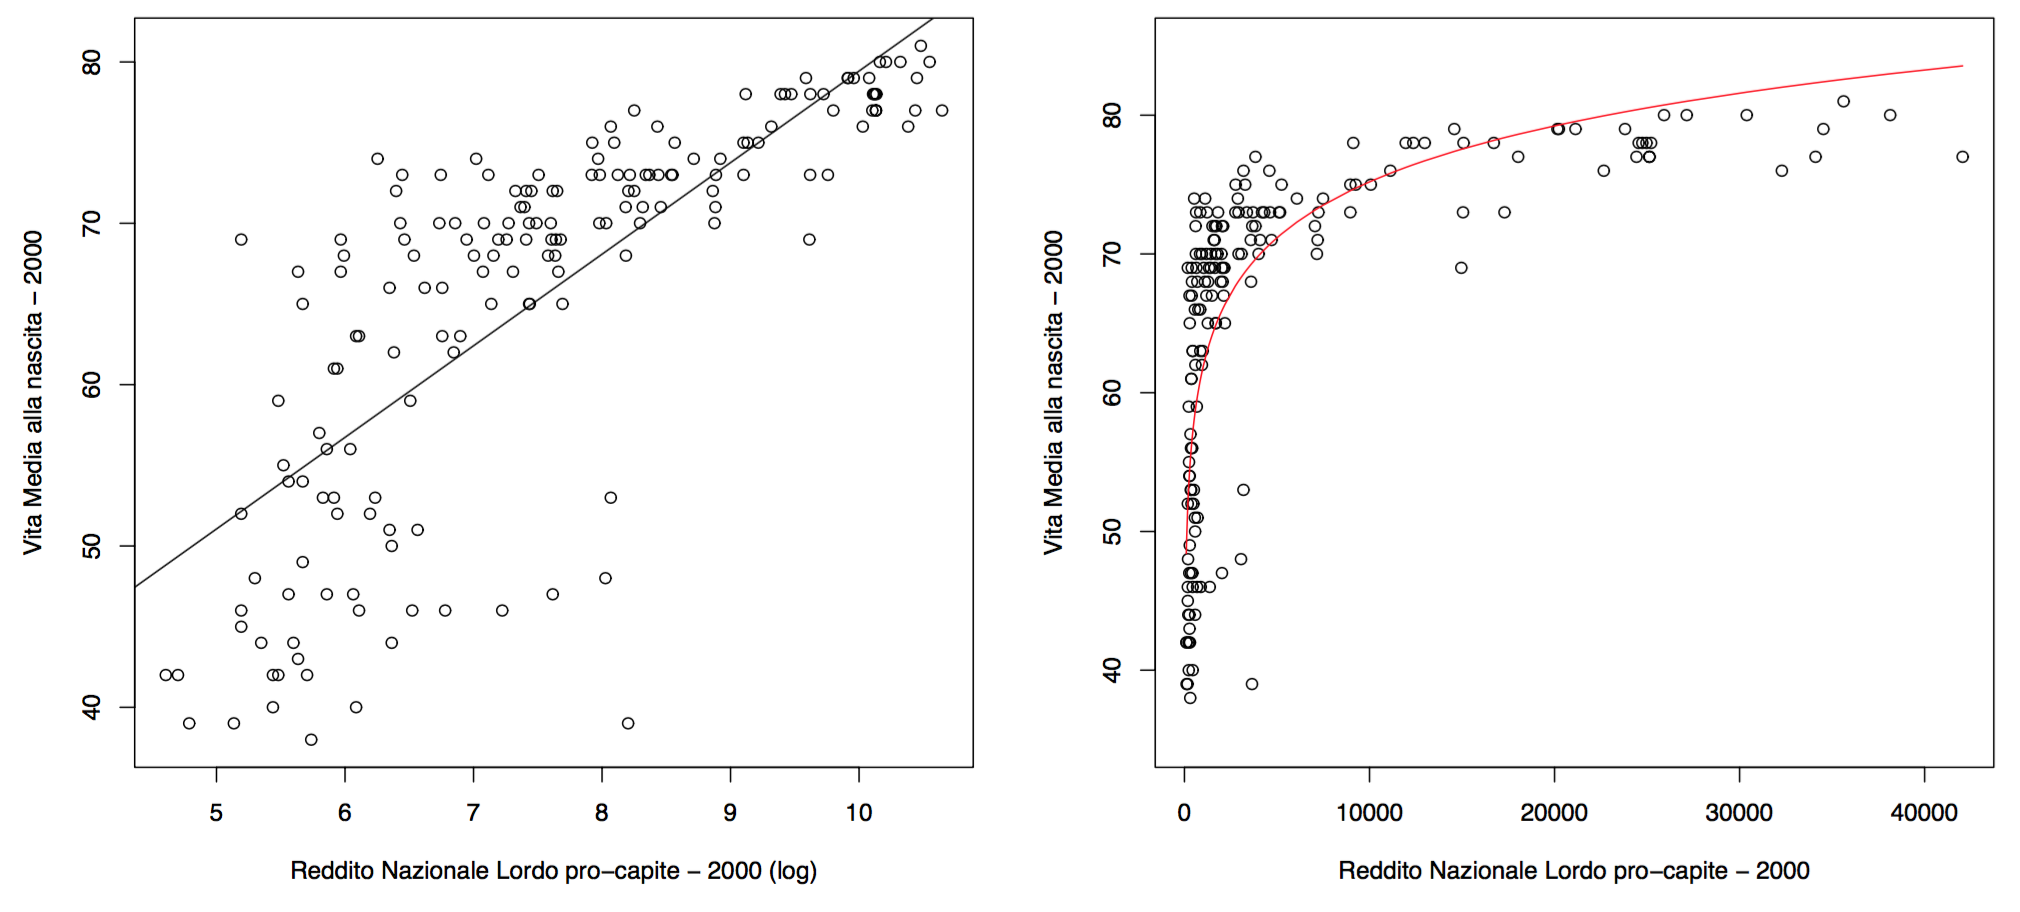 Vita Media alla nascita – 2000
80
70
60
50
40
5 6 7 8 9 10
Reddito Nazionale Lordo pro–capite – 2000 (log)
Vita Media alla nascita – 2000
80
70
60
50
40
0 10000 20000 30000 40000
Reddito Nazionale Lordo pro–capite – 2000